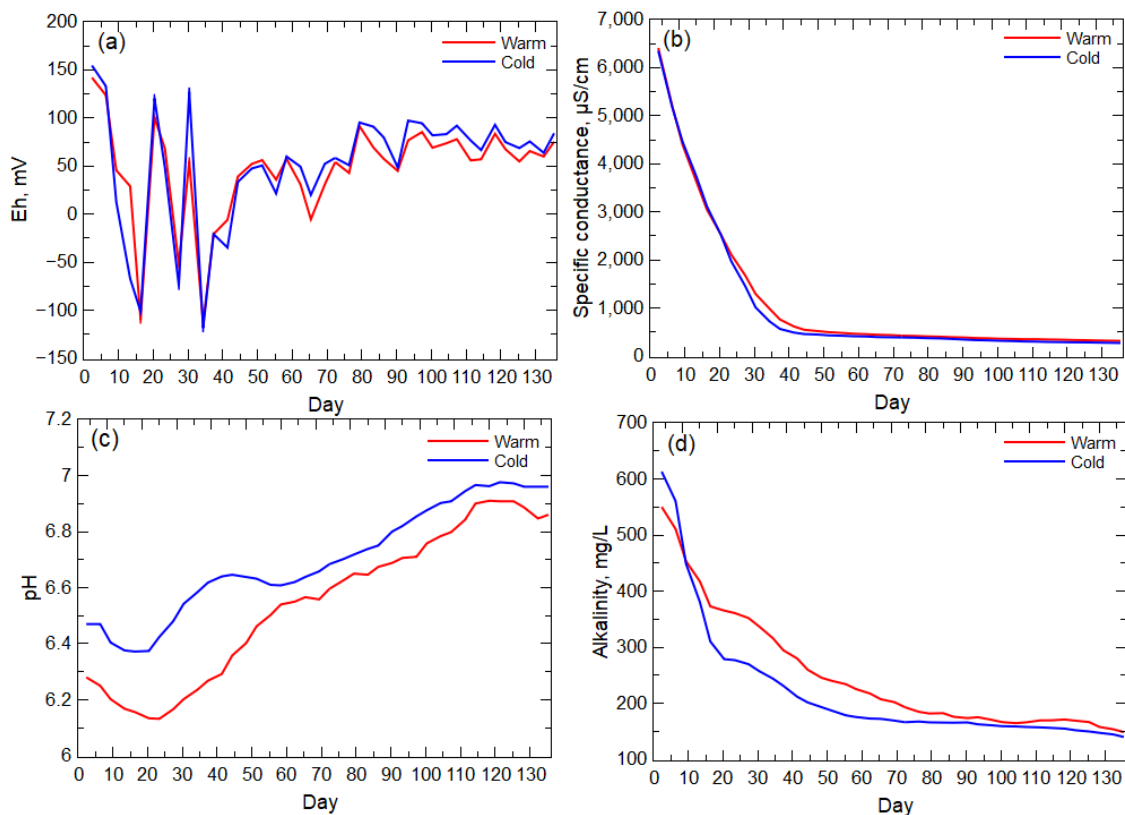 (a)
Warm
Cold
Eh, mV
200
150
100
50
0
−50
−100
−150
0 10 20 30 40 50 60 70 80 90 100 110 120 130
Day
(b)
Warm
Cold
Specific conductance, µS/cm
7,000
6,000
5,000
4,000
3,000
2,000
1,000
0
0 10 20 30 40 50 60 70 80 90 100 110 120 130
Day
(c)
Warm
Cold
pH
7.2
7
6.8
6.6
6.4
6.2
6
0 10 20 30 40 50 60 70 80 90 100 110 120 130
Day
(d)
Warm
Cold
Alkalinity, mg/L
700
600
500
400
300
200
100
0 10 20 30 40 50 60 70 80 90 100 110 120 130
Day